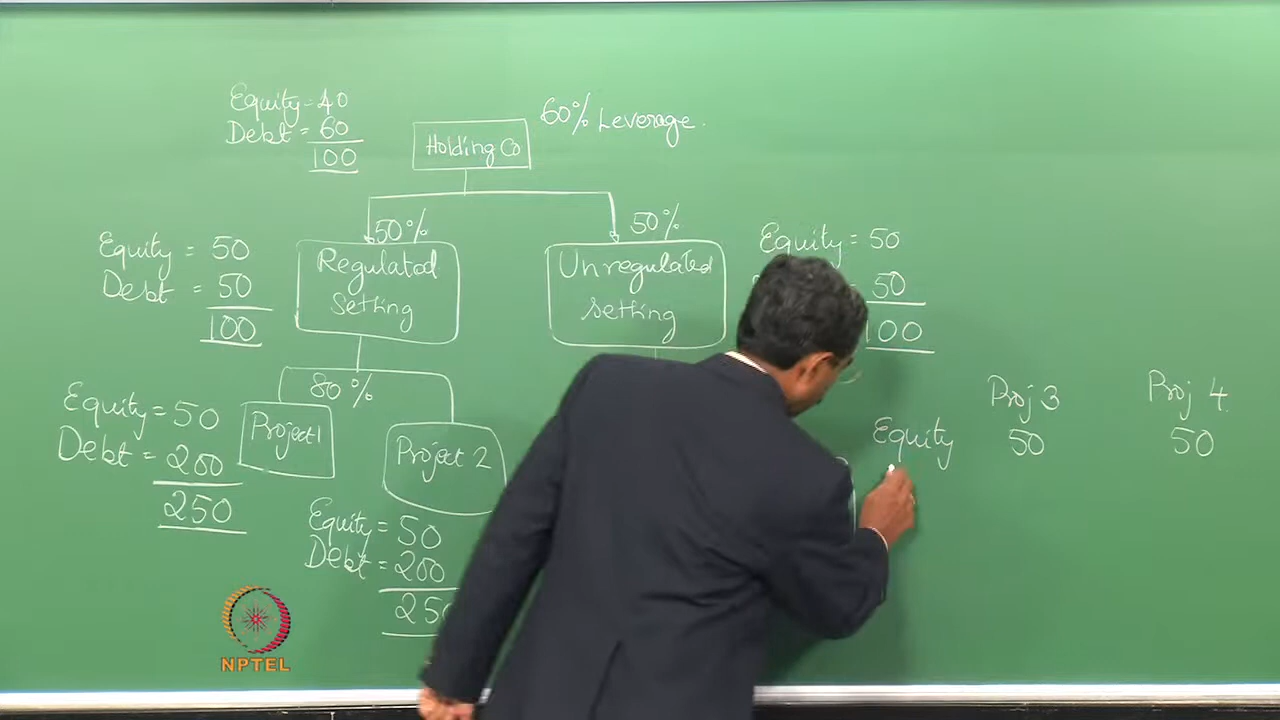 Equity = 40
Debt = 60
100
60% Leverage.
Holding Co
50%
50%
Equity = 50
Debt = 50
100
Regulated
Setting
Unregulated
Setting
Equity = 50
50
100
80%
Equity = 50
Debt = 200
250
Project 1
Project 2
Equity = 50
Debt = 200
250
Proj 3
Proj 4
Equity
50
50
NPTEL